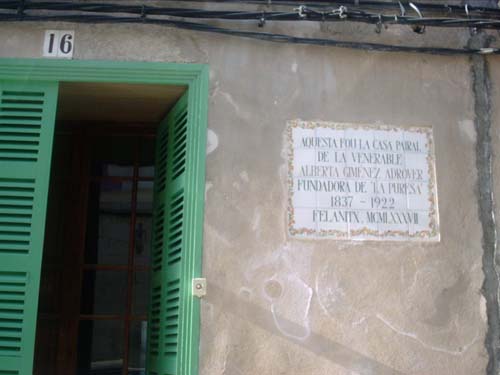 16
AQUESTA FOU LA CASA PAIRAL
DE LA VENERABLE
ALBERTA GIMENEZ ADROVER
FUNDADORA DE "LA PURESA"
1837 - 1922
FELANITX, MCMLXXXVII